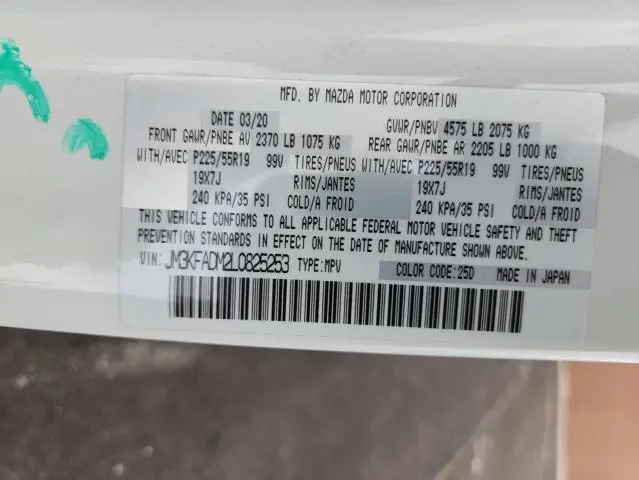 MFD. BY MAZDA MOTOR CORPORATION
DATE 03/20 GVWR/PNBV 4575 LB 2075 KG
FRONT GAWR/PNBE AV 2370 LB 1075 KG REAR GAWR/PNBE AR 2205 LB 1000 KG
WITH/AVEC P225/55R19 99V TIRES/PNEUS WITH/AVEC P225/55R19 99V TIRES/PNEUS
19X7J RIMS/JANTES 19X7J RIMS/JANTES
240 KPA/35 PSI COLD/A FROID 240 KPA/35 PSI COLD/A FROID
THIS VEHICLE CONFORMS TO ALL APPLICABLE FEDERAL MOTOR VEHICLE SAFETY AND THEFT
PREVENTION STANDARDS IN EFFECT ON THE DATE OF MANUFACTURE SHOWN ABOVE.
VIN: JM3KFADM2L0825253 TYPE:MPV COLOR CODE:25D MADE IN JAPAN